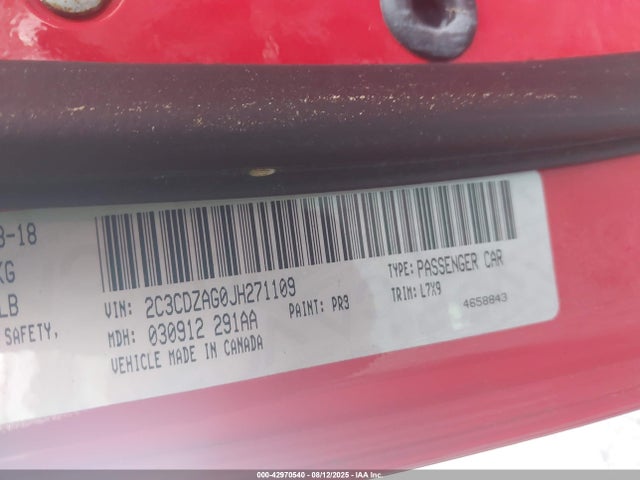 3-18
KG
LB
SAFETY,
VIN: 2C3CDZAG0JH271109
TYPE: PASSENGER CAR
MDH: 030912 291AA
PAINT: PR3
TRIM: L7X9
VEHICLE MADE IN CANADA
4658843
000-42970540 - 08/12/2025 - IAA Inc.